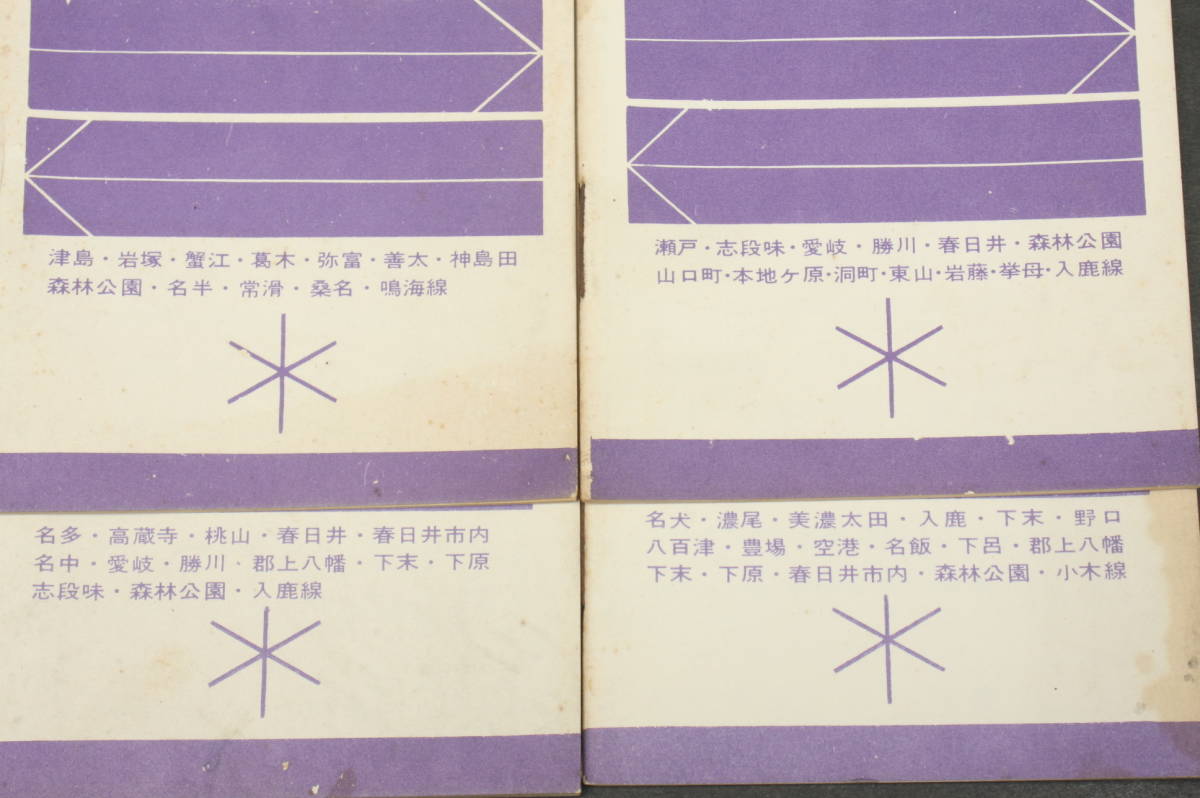 津島・岩塚・蟹江・葛木・弥富・善太・神島田
森林公園・名半・常滑・桑名・鳴海線
瀬戸・志段味・愛岐・勝川・春日井・森林公園
山口町・本地ヶ原・洞町・東山・岩藤・挙母・入鹿線
名多・高蔵寺・桃山・春日井・春日井市内
名中・愛岐・勝川・郡上八幡・下末・下原
志段味・森林公園・入鹿線
名犬・濃尾・美濃太田・入鹿・下末・野口
八百津・豊場・空港・名飯・下呂・郡上八幡
下末・下原・春日井市内・森林公園・小木線